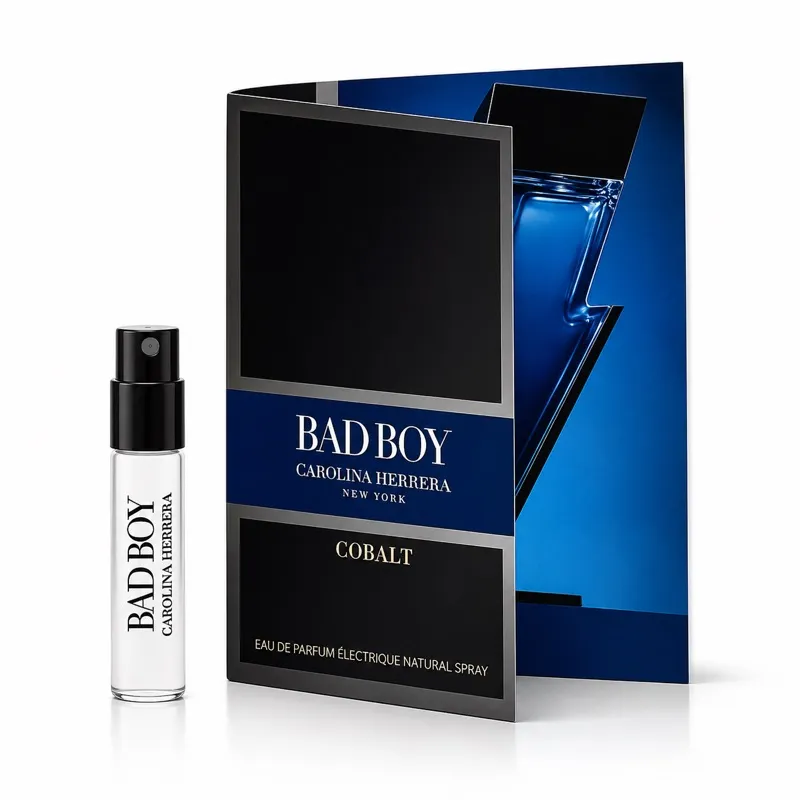 BAD BOY
CAROLINA HERRERA
BAD BOY
CAROLINA HERRERA
NEW YORK
COBALT
EAU DE PARFUM ÉLECTRIQUE NATURAL SPRAY